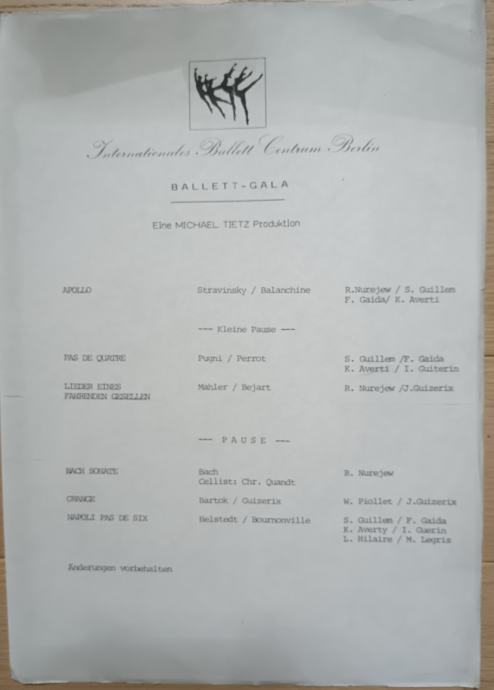 Internationales Ballett Centrum Berlin
BALLETT-GALA
Eine MICHAEL TIETZ Produktion
APOLLO Stravinsky / Balanchine R.Nurejew / S. Guillem
F. Gaida/ K. Averti
--- Kleine Pause ---
PAS DE QUATRE Pugni / Perrot S. Guillem /F. Gaida
K. Averti / I. Guiterin
LIEDER EINES Mahler / Bejart R. Nurejew /J.Guizerix
FAHRENDEN GESELLEN
--- PAUSE ---
BACH SONATE Bach R. Nurejew
Cellist: Chr. Quandt
ORANGE Bartok / Guizerix W. Piollet / J.Guizerix
NAPOLI PAS DE SIX Helstedt / Bournonville S. Guillem / F. Gaida
K. Averty / I. Guerin
L. Hilaire / M. Legris
Änderungen vorbehalten